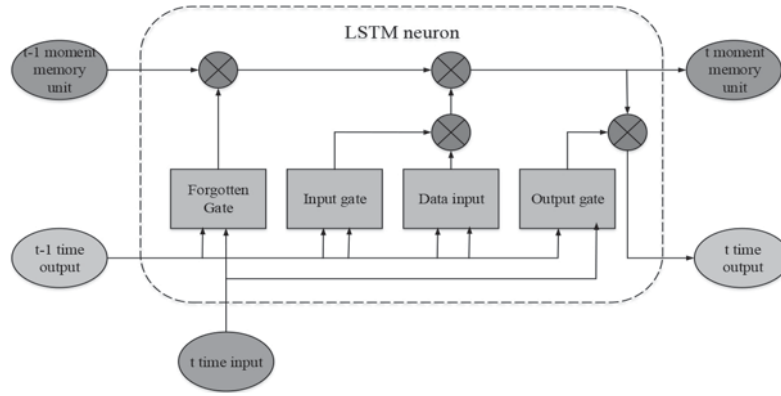 LSTM neuron
t-1 moment
memory
unit
t moment
memory
unit
Forgotten
Gate
Input gate
Data input
Output gate
t-1 time
output
t time
output
t time input